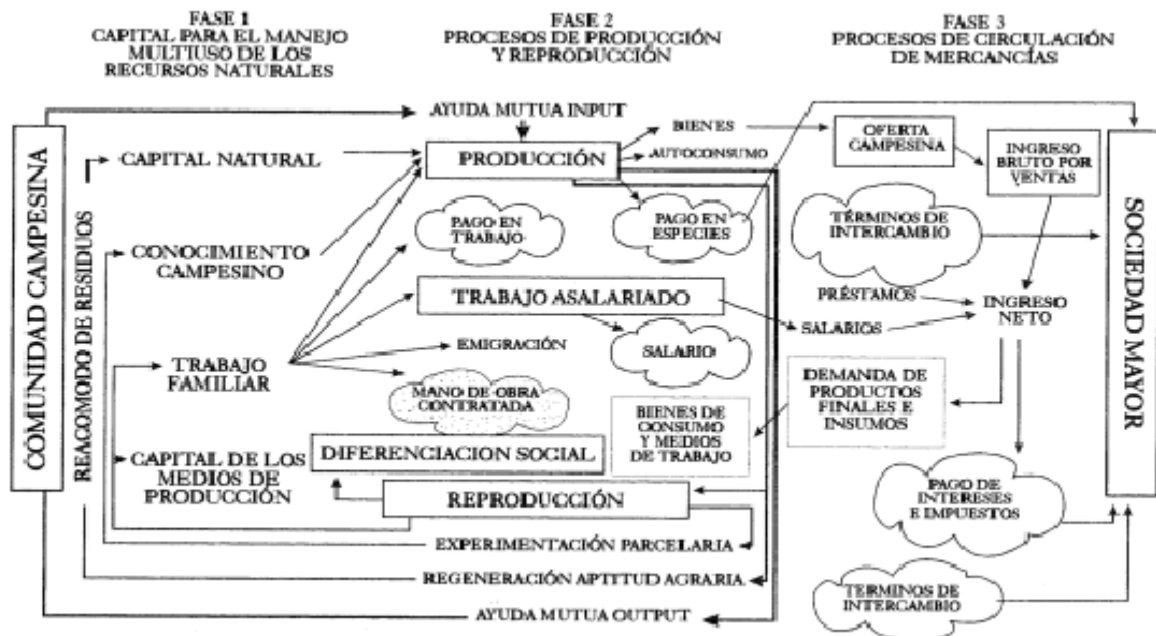 FASE 1
CAPITAL PARA EL MANEJO
MULTIUSO DE LOS
RECURSOS NATURALES
FASE 2
PROCESOS DE PRODUCCIÓN
Y REPRODUCCIÓN
FASE 3
PROCESOS DE CIRCULACIÓN
DE MERCANCÍAS
COMUNIDAD CAMPESINA
REAGOMODO DE RESIDUOS
CAPITAL NATURAL
CONOCIMIENTO
CAMPESINO
TRABAJO
FAMILIAR
CAPITAL DE LOS
MEDIOS DE
PRODUCCIÓN
AYUDA MUTUA INPUT
PRODUCCIÓN
BIENES
AUTOCONSUMO
PAGO EN
TRABAJO
PAGO EN
ESPECIES
TRABAJO ASALARIADO
EMIGRACIÓN
SALARIO
MANO DE OBRA
CONTRATADA
DIFERENCIACION SOCIAL
BIENES DE
CONSUMO
Y MEDIOS
DE TRABAJO
REPRODUCCIÓN
EXPERIMENTACIÓN PARCELARIA
REGENERACIÓN APTITUD AGRARIA
AYUDA MUTUA OUTPUT
OFERTA
CAMPESINA
INGRESO
BRUTO POR
VENTAS
TÉRMINOS DE
INTERCAMBIO
PRÉSTAMOS
SALARIOS
INGRESO
NETO
DEMANDA DE
PRODUCTOS
FINALES E
INSUMOS
PAGO DE
INTERESES
E IMPUESTOS
TERMINOS DE
INTERCAMBIO
SOCIEDAD MAYOR